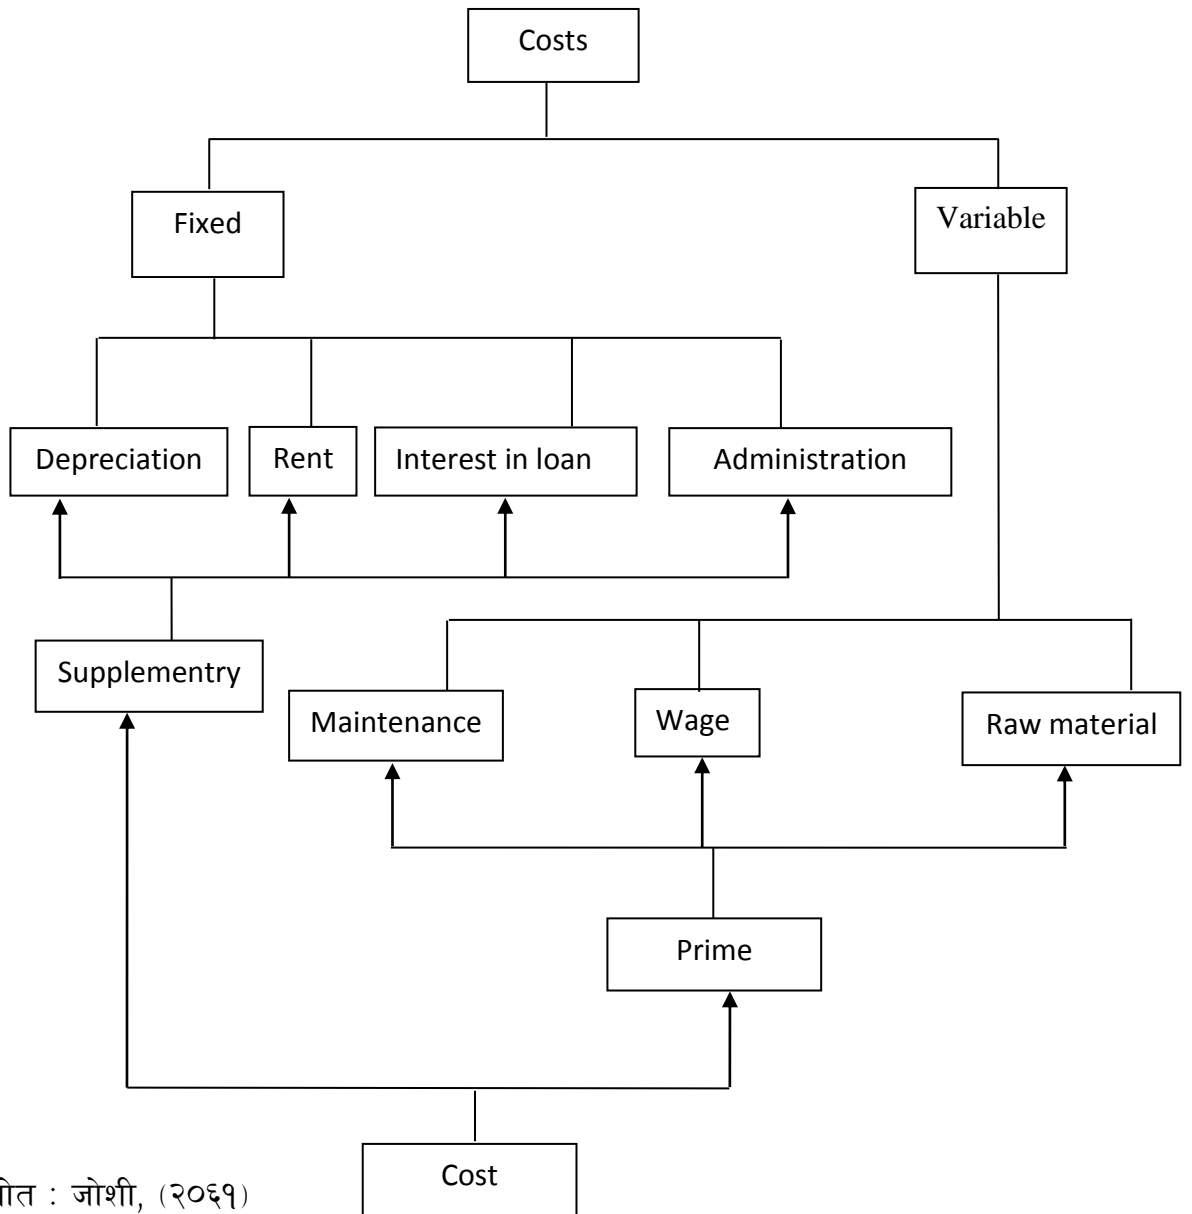 Costs
Fixed
Variable
Depreciation
Rent
Interest in loan
Administration
Supplementry
Maintenance
Wage
Raw material
Prime
Cost
: जोशी, (२०६१)